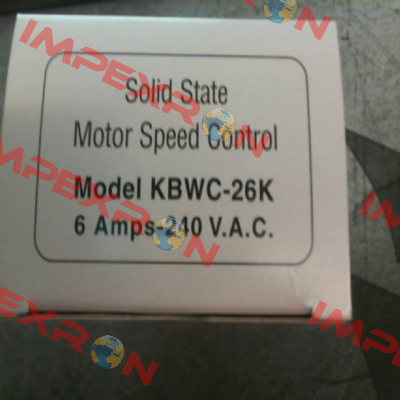 Solid State
Motor Speed Control
Model KBWC-26K
6 Amps-240 V.A.C.
IMPEXRON
IMPEXRON
IMPEXRON